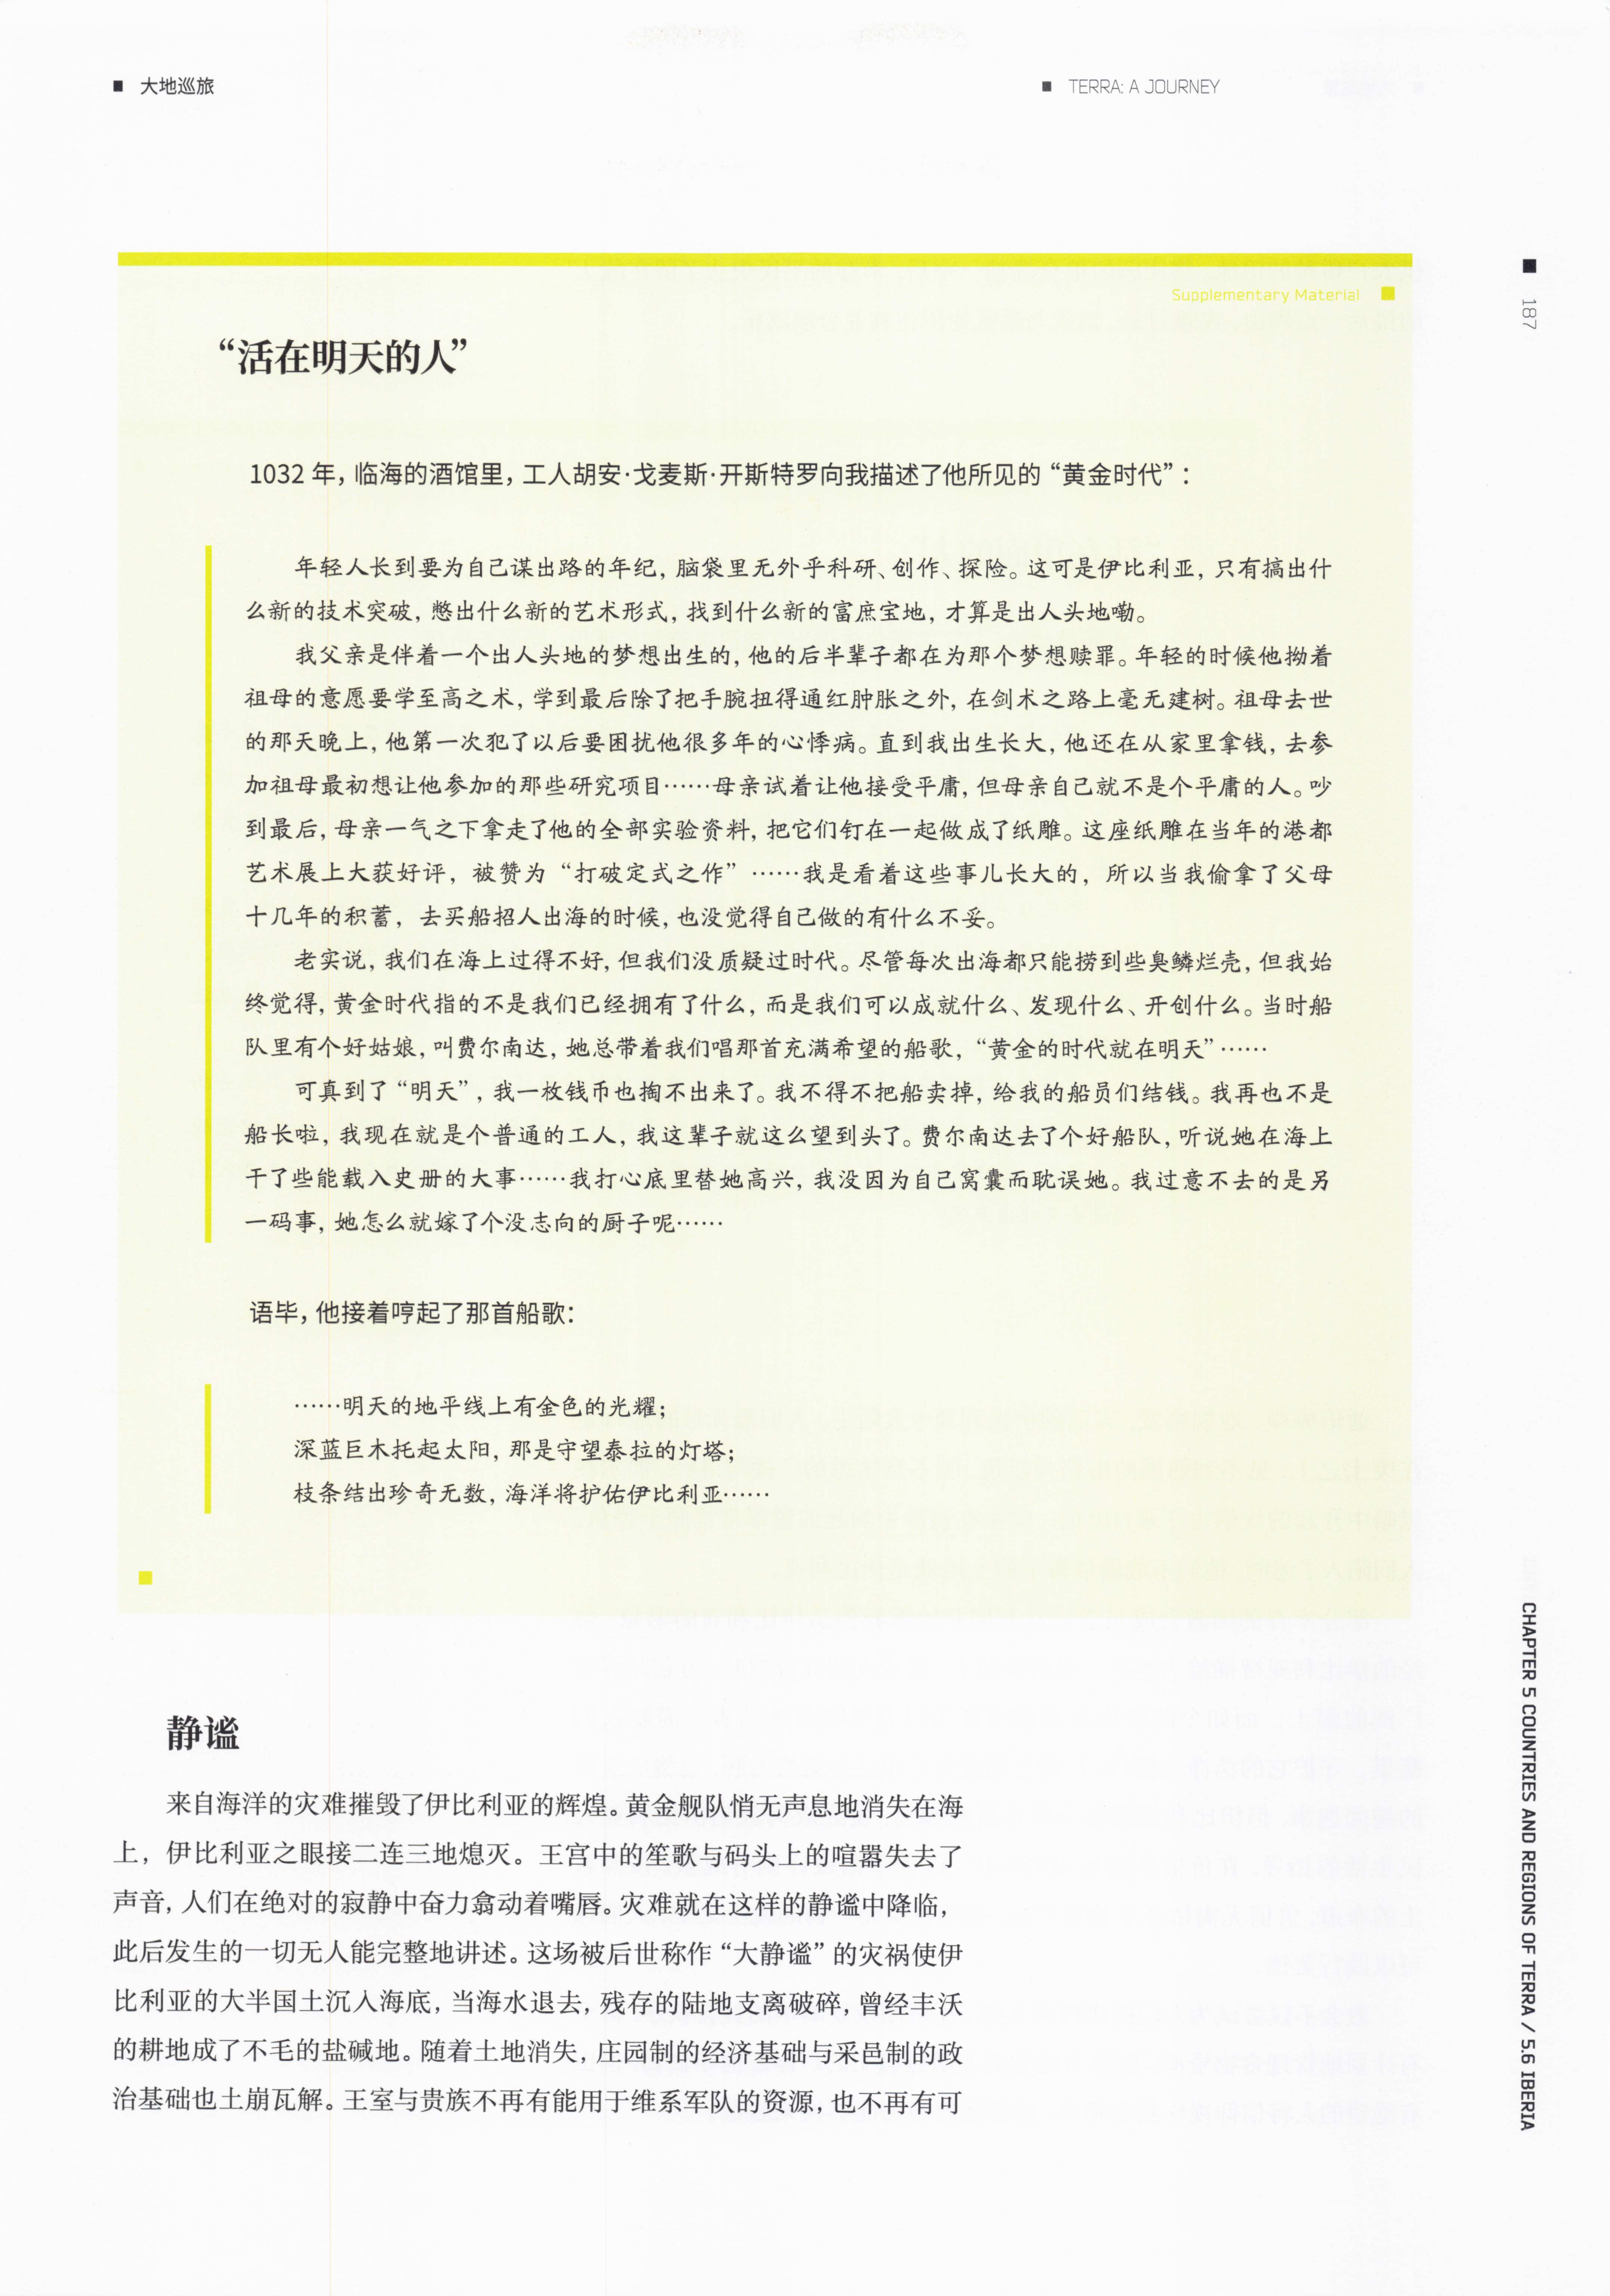 大地巡旅
TERRA: A JOURNEY
187
Supplementary Material
“活在明天的人”
1032 年，临海的酒馆里，工人胡安·戈麦斯·开斯特罗向我描述了他所见的“黄金时代”：
年轻人长到要为自己谋出路的年纪，脑袋里无外乎科研、创作、探险。这可是伊比利亚，只有搞出什
么新的技术突破，憋出什么新的艺术形式，找到什么新的富庶宝地，才算是出人头地嘞。
我父亲是伴着一个出人头地的梦想出生的，他的后半辈子都在为那个梦想赎罪。年轻的时候他拗着
祖母的意愿要学至高之术，学到最后除了把手腕扭得通红肿胀之外，在剑术之路上毫无建树。祖母去世
的那天晚上，他第一次犯了以后要困扰他很多年的心悸病。直到我出生长大，他还在从家里拿钱，去参
加祖母最初想让他参加的那些研究项目……母亲试着让他接受平庸，但母亲自己就不是个平庸的人。吵
到最后，母亲一气之下拿走了他的全部实验资料，把它们钉在一起做成了纸雕。这座纸雕在当年的港都
艺术展上大获好评，被赞为“打破定式之作”……我是看着这些事儿长大的，所以当我偷拿了父母
十几年的积蓄，去买船招人出海的时候，也没觉得自己做的有什么不妥。
老实说，我们在海上过得不好，但我们没质疑过时代。尽管每次出海都只能捞到些臭鳞烂壳，但我始
终觉得，黄金时代指的不是我们已经拥有了什么，而是我们可以成就什么、发现什么、开创什么。当时船
队里有个好姑娘，叫费尔南达，她总带着我们唱那首充满希望的船歌，“黄金的时代就在明天”……
可真到了“明天”，我一枚钱币也掏不出来了。我不得不把船卖掉，给我的船员们结钱。我再也不是
船长啦，我现在就是个普通的工人，我这辈子就这么望到头了。费尔南达去了个好船队，听说她在海上
干了些能载入史册的大事……我打心底里替她高兴，我没因为自己窝囊而耽误她。我过意不去的是另
一码事，她怎么就嫁了个没志向的厨子呢……
语毕，他接着哼起了那首船歌：
……明天的地平线上有金色的光耀；
深蓝巨木托起太阳，那是守望泰拉的灯塔；
枝条结出珍奇无数，海洋将护佑伊比利亚……
静谧
来自海洋的灾难摧毁了伊比利亚的辉煌。黄金舰队悄无声息地消失在海
上，伊比利亚之眼接二连三地熄灭。王宫中的笙歌与码头上的喧嚣失去了
声音，人们在绝对的寂静中奋力翕动着嘴唇。灾难就在这样的静谧中降临，
此后发生的一切无人能完整地讲述。这场被后世称作“大静谧”的灾祸使伊
比利亚的大半国土沉入海底，当海水退去，残存的陆地支离破碎，曾经丰沃
的耕地成了不毛的盐碱地。随着土地消失，庄园制的经济基础与采邑制的政
治基础也土崩瓦解。王室与贵族不再有能用于维系军队的资源，也不再有可
CHAPTER 5 COUNTRIES AND REGIONS OF TERRA / 5.6 IBERIA